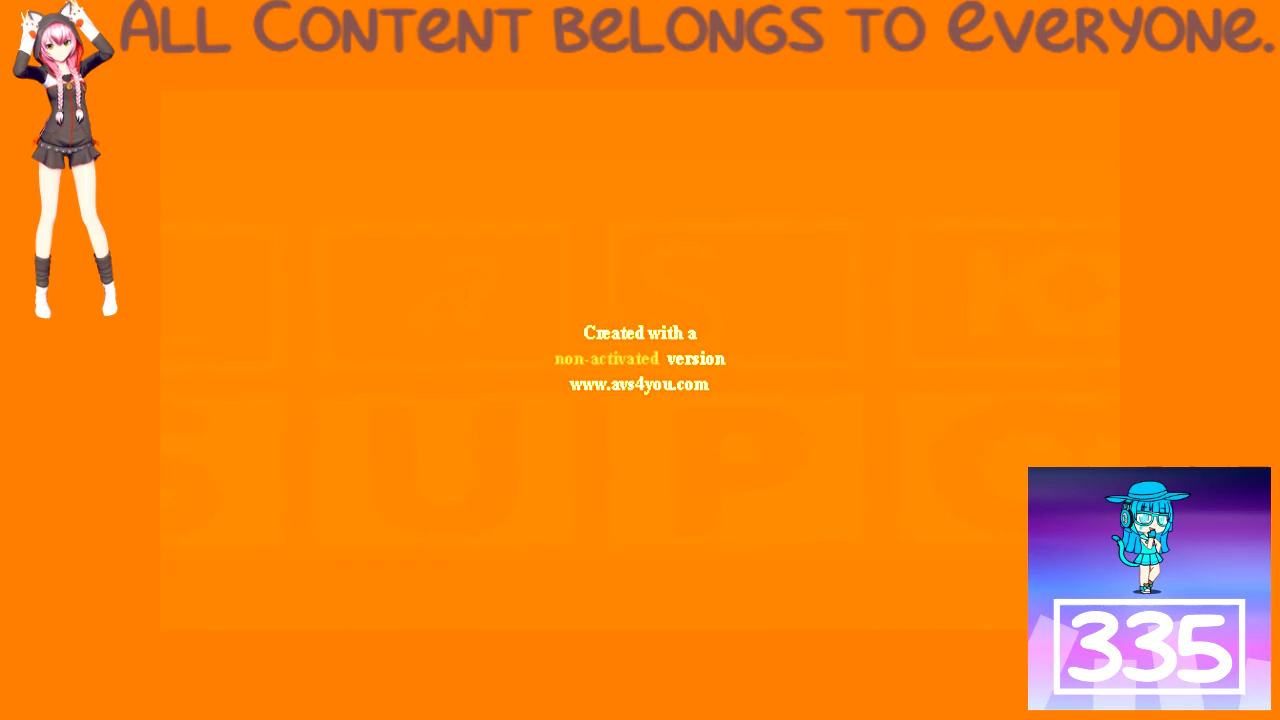 ALL CONTENT BELONGS TO EVERYONE.
Created with a
non-activated version
www.avs4you.com
335